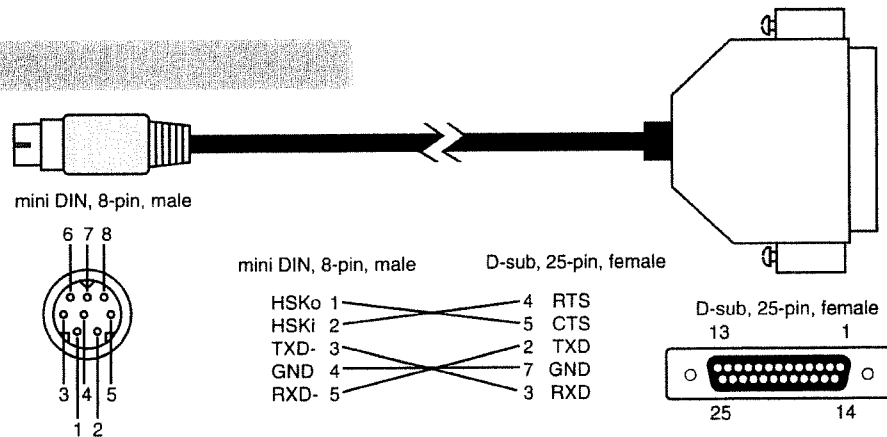 mini DIN, 8-pin, male
6 7 8
3 4 5
1 2
mini DIN, 8-pin, male D-sub, 25-pin, female
HSKo 1 4 RTS
HSKi 2 5 CTS
TXD- 3 2 TXD
GND 4 7 GND
RXD- 5 3 RXD
D-sub, 25-pin, female
13 1
25 14